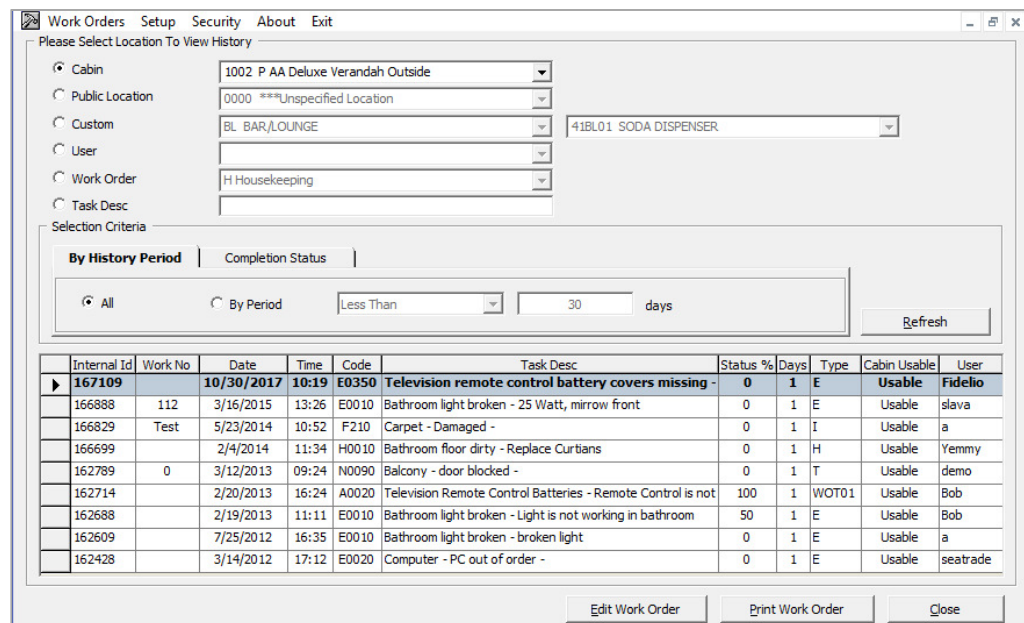 Work Orders Setup Security About Exit
Please Select Location To View History
Cabin 1002 P AA Deluxe Verandah Outside
Public Location 0000 ***Unspecified Location
Custom BL BAR/LOUNGE 41BL01 SODA DISPENSER
User
Work Order H Housekeeping
Task Desc
Selection Criteria
By History Period Completion Status
All By Period Less Than 30 days
Refresh
Internal Id Work No Date Time Code Task Desc Status % Days Type Cabin Usable User
167109 10/30/2017 10:19 E0350 Television remote control battery covers missing - 0 1 E Usable Fidelio
166888 112 3/16/2015 13:26 E0010 Bathroom light broken - 25 Watt, mirrow front 0 1 E Usable slava
166829 Test 5/23/2014 10:52 F210 Carpet - Damaged - 0 1 I Usable a
166699 2/4/2014 11:34 H0010 Bathroom floor dirty - Replace Curtians 0 1 H Usable Yemmy
162789 0 3/12/2013 09:24 N0090 Balcony - door blocked - 0 1 T Usable demo
162714 2/20/2013 16:24 A0020 Television Remote Control Batteries - Remote Control is not 100 1 WOT01 Usable Bob
162688 2/19/2013 11:11 E0010 Bathroom light broken - Light is not working in bathroom 50 1 E Usable Bob
162609 7/25/2012 16:35 E0010 Bathroom light broken - broken light 0 1 E Usable a
162428 3/14/2012 17:12 E0020 Computer - PC out of order - 0 1 E Usable seatrade
Edit Work Order Print Work Order Close